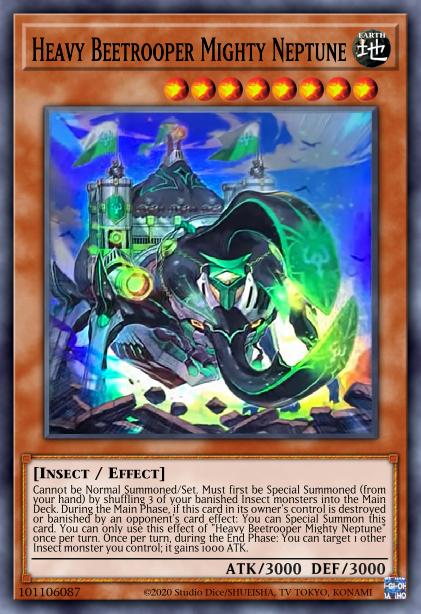 HEAVY BEETROOPER MIGHTY NEPTUNE
EARTH
地
[INSECT / EFFECT]
Cannot be Normal Summoned/Set. Must first be Special Summoned (from
your hand) by shuffling 3 of your banished Insect monsters into the Main
Deck. During the Main Phase, if this card in its owner's control is destroyed
or banished by an opponent's card effect: You can Special Summon this
card. You can only use this effect of "Heavy Beetrooper Mighty Neptune"
once per turn. Once per turn, during the End Phase: You can target 1 other
Insect monster you control; it gains 1000 ATK.
ATK/3000 DEF/3000
101106087
©2020 Studio Dice/SHUEISHA, TV TOKYO, KONAMI